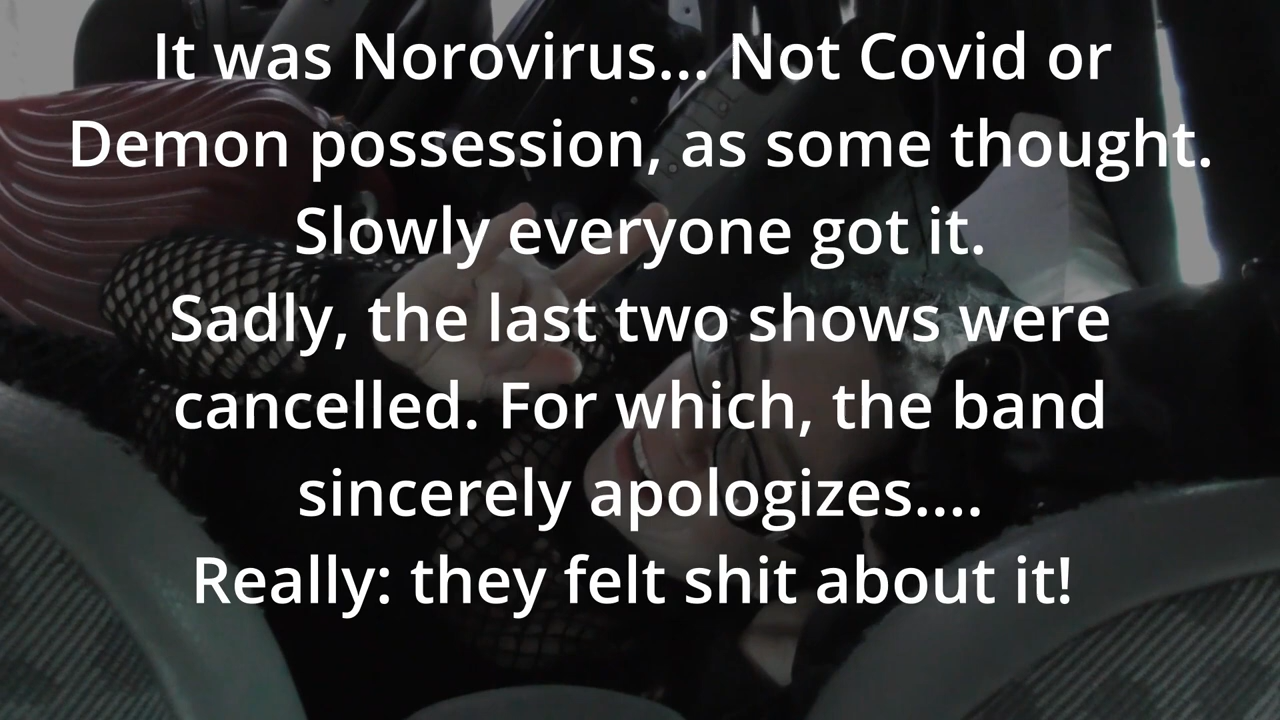 It was Norovirus... Not Covid or
Demon possession, as some thought.
Slowly everyone got it.
Sadly, the last two shows were
cancelled. For which, the band
sincerely apologizes....
Really: they felt shit about it!